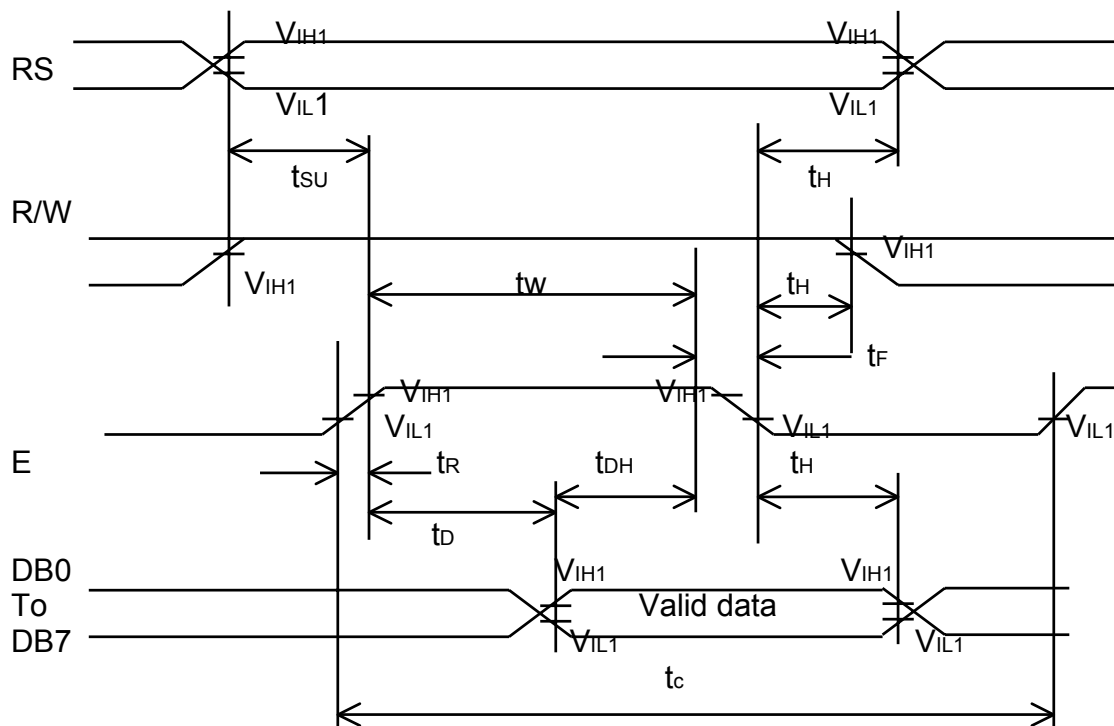 VIH1 VIH1
RS
VIL1 VIL1
tSU tH
R/W
VIH1 VIH1
tW tH
tF
VIH1 VIH1
VIL1 VIL1 VIL1
E tR tDH tH
tD
DB0 VIH1 VIH1
To Valid data
DB7 VIL1 VIL1
tc